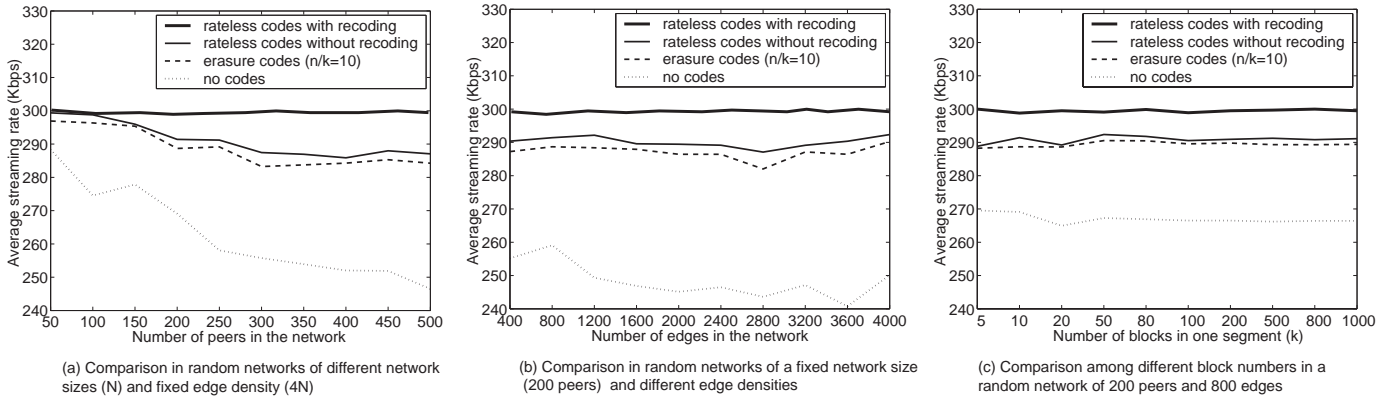 330
320
310
300
290
280
270
260
250
240
Average streaming rate (Kbps)
rateless codes with recoding
rateless codes without recoding
erasure codes (n/k=10)
no codes
50 100 150 200 250 300 350 400 450 500
Number of peers in the network
(a) Comparison in random networks of different network
sizes (N) and fixed edge density (4N)
330
320
310
300
290
280
270
260
250
240
Average streaming rate (Kbps)
rateless codes with recoding
rateless codes without recoding
erasure codes (n/k=10)
no codes
400 800 1200 1600 2000 2400 2800 3200 3600 4000
Number of edges in the network
(b) Comparison in random networks of a fixed network size
(200 peers) and different edge densities
330
320
310
300
290
280
270
260
250
240
Average streaming rate (Kbps)
rateless codes with recoding
rateless codes without recoding
erasure codes (n/k=10)
no codes
5 10 20 50 80 100 200 500 800 1000
Number of blocks in one segment (k)
(c) Comparison among different block numbers in a
random network of 200 peers and 800 edges